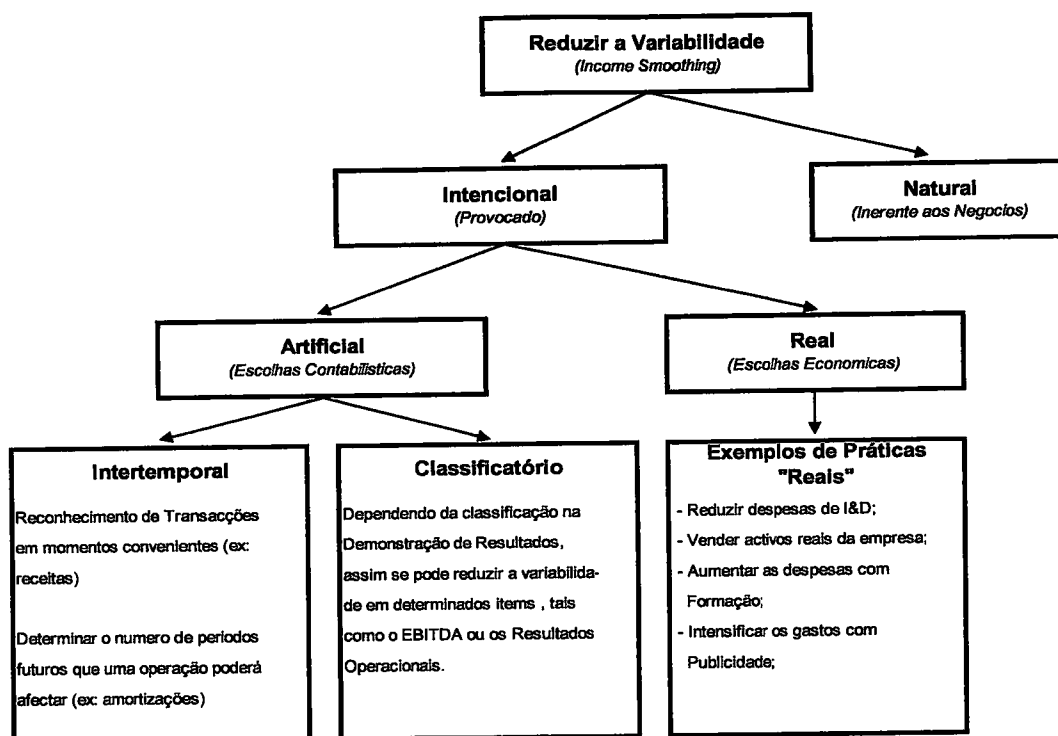 Reduzir a Variabilidade
(Income Smoothing)
Intencional
(Provocado)
Natural
(Inerente aos Negocios)
Artificial
(Escolhas Contabilisticas)
Real
(Escolhas Economicas)
Intertemporal
Reconhecimento de Transacções
em momentos convenientes (ex:
receitas)
Determinar o numero de periodos
futuros que uma operação poderá
afectar (ex: amortizações)
Classificatório
Dependendo da classificação na
Demonstração de Resultados,
assim se pode reduzir a variabilida-
de em determinados items , tais
como o EBITDA ou os Resultados
Operacionais.
Exemplos de Práticas
"Reais"
- Reduzir despesas de I&D;
- Vender activos reais da empresa;
- Aumentar as despesas com
Formação;
- Intensificar os gastos com
Publicidade;